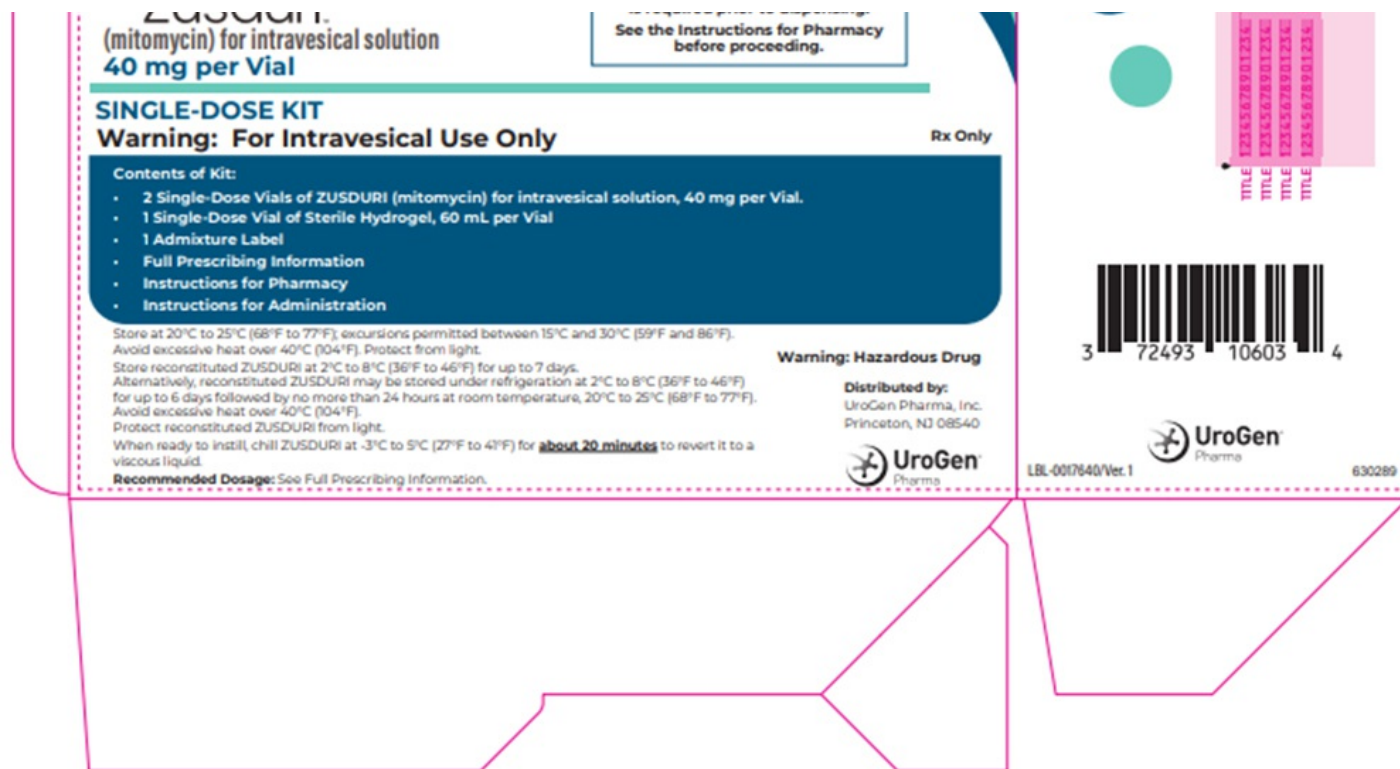 (mitomycin) for intravesical solution
40 mg per Vial
See the Instructions for Pharmacy
before proceeding.
SINGLE-DOSE KIT
Warning: For Intravesical Use Only
Rx Only
Contents of Kit:
• 2 Single-Dose Vials of ZUSDURI (mitomycin) for intravesical solution, 40 mg per Vial.
• 1 Single-Dose Vial of Sterile Hydrogel, 60 mL per Vial
• 1 Admixture Label
• Full Prescribing Information
• Instructions for Pharmacy
• Instructions for Administration
Store at 20°C to 25°C (68°F to 77°F); excursions permitted between 15°C and 30°C (59°F and 86°F).
Avoid excessive heat over 40°C (104°F). Protect from light.
Store reconstituted ZUSDURI at 2°C to 8°C (36°F to 46°F) for up to 7 days.
Alternatively, reconstituted ZUSDURI may be stored under refrigeration at 2°C to 8°C (36°F to 46°F)
for up to 6 days followed by no more than 24 hours at room temperature, 20°C to 25°C (68°F to 77°F).
Avoid excessive heat over 40°C (104°F).
Protect reconstituted ZUSDURI from light.
When ready to instill, chill ZUSDURI at -3°C to 5°C (27°F to 41°F) for about 20 minutes to revert it to a
viscous liquid.
Recommended Dosage: See Full Prescribing Information.
Warning: Hazardous Drug
Distributed by:
UroGen Pharma, Inc.
Princeton, NJ 08540
UroGen
Pharma
TITLE 12345678901234
TITLE 12345678901234
TITLE 12345678901234
TITLE 12345678901234
3 72493 10603 4
UroGen
Pharma
LBL-0017640/Ver. 1
630289